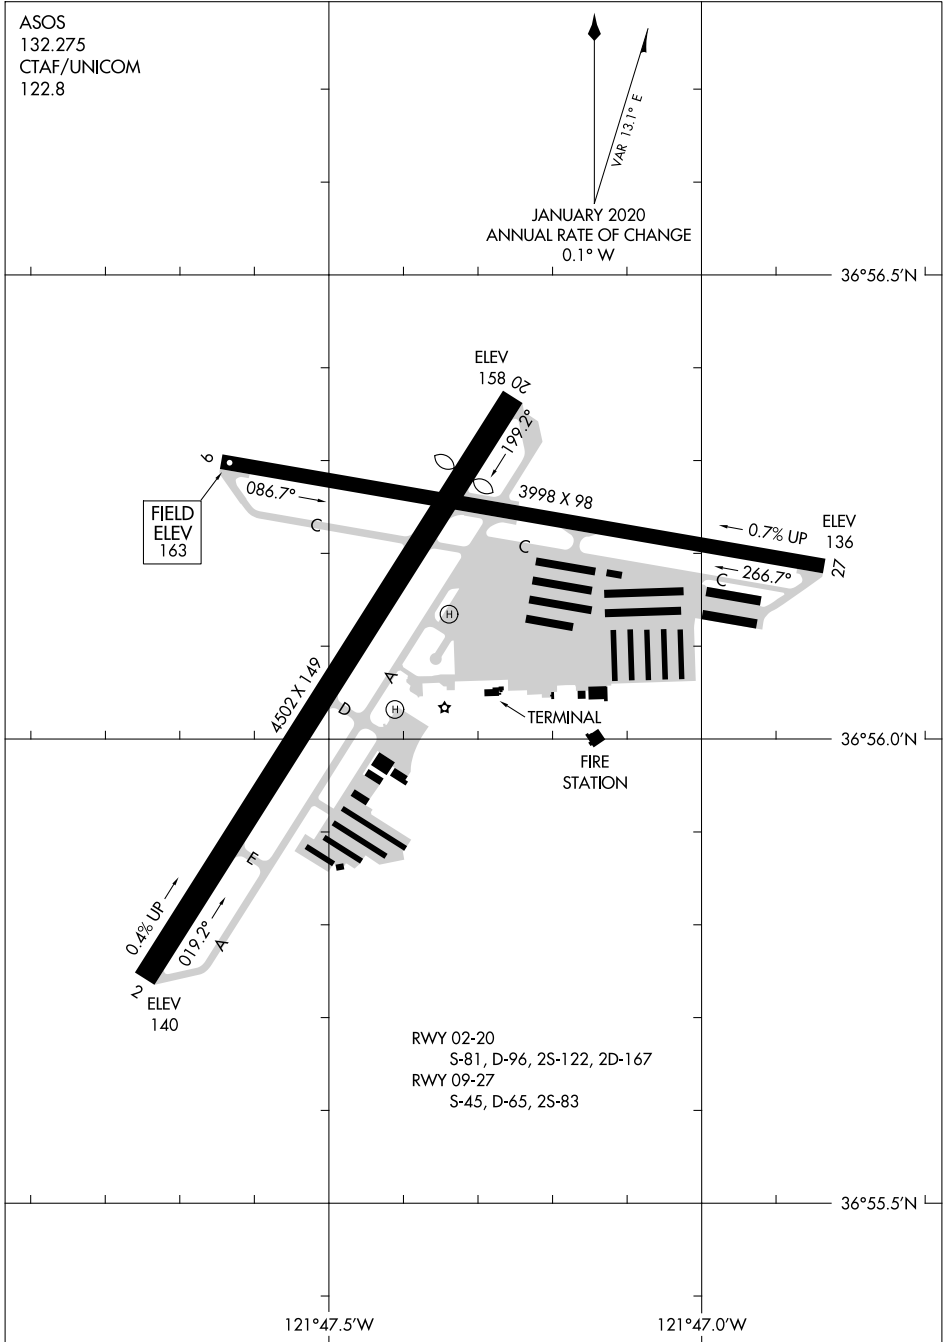 ASOS
132.275
CTAF/UNICOM
122.8
VAR 13.1° E
JANUARY 2020
ANNUAL RATE OF CHANGE
0.1° W
36°56.5'N
ELEV
158
20
199.2°
9
086.7°
3998 X 98
FIELD
ELEV
163
C
C
0.7% UP
ELEV
136
27
266.7°
C
H
4502 X 149
A
D
H
TERMINAL
36°56.0'N
FIRE
STATION
E
0.4% UP
019.2°
A
2
ELEV
140
RWY 02-20
S-81, D-96, 2S-122, 2D-167
RWY 09-27
S-45, D-65, 2S-83
36°55.5'N
121°47.5'W
121°47.0'W